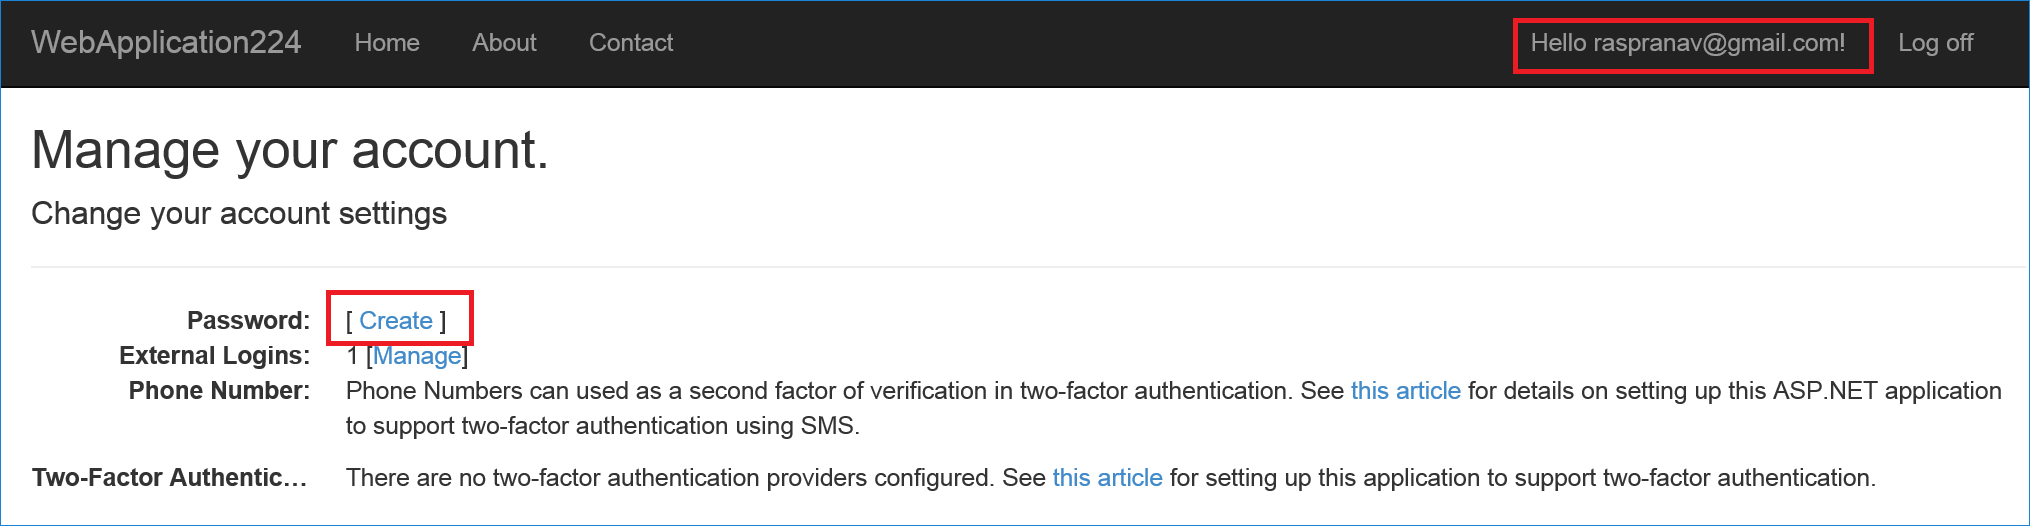 WebApplication224 Home About Contact Hello raspranav@gmail.com! Log off
Manage your account.
Change your account settings
Password: [ Create ]
External Logins: 1 [Manage]
Phone Number: Phone Numbers can used as a second factor of verification in two-factor authentication. See this article for details on setting up this ASP.NET application
to support two-factor authentication using SMS.
Two-Factor Authentic... There are no two-factor authentication providers configured. See this article for setting up this application to support two-factor authentication.